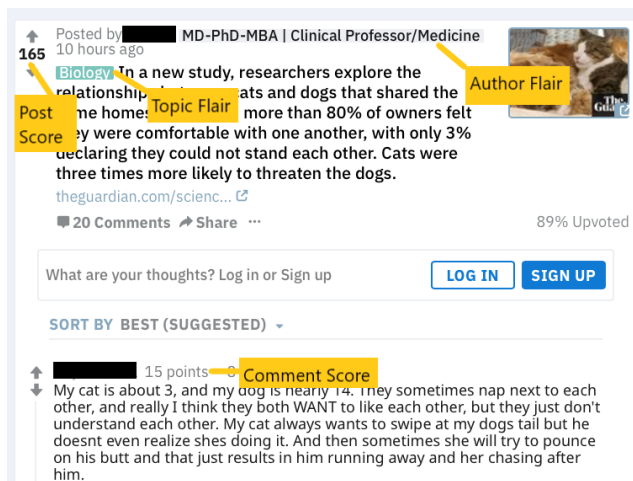 Posted by MD-PhD-MBA | Clinical Professor/Medicine
10 hours ago
165
Biology In a new study, researchers explore the
Author Flair
relationship cats and dogs that shared the
Topic Flair
Post
Score
more than 80% of owners felt
they were comfortable with one another, with only 3%
declaring they could not stand each other. Cats were
three times more likely to threaten the dogs.
theguardian.com/scienc...
20 Comments Share ...
89% Upvoted
What are your thoughts? Log in or Sign up
LOG IN
SIGN UP
SORT BY BEST (SUGGESTED)
15 points
Comment Score
My cat is about 3, and my dog is nearly 14. They sometimes nap next to each
other, and really I think they both WANT to like each other, but they just don't
understand each other. My cat always wants to swipe at my dogs tail but he
doesnt even realize shes doing it. And then sometimes she will try to pounce
on his butt and that just results in him running away and her chasing after
him.